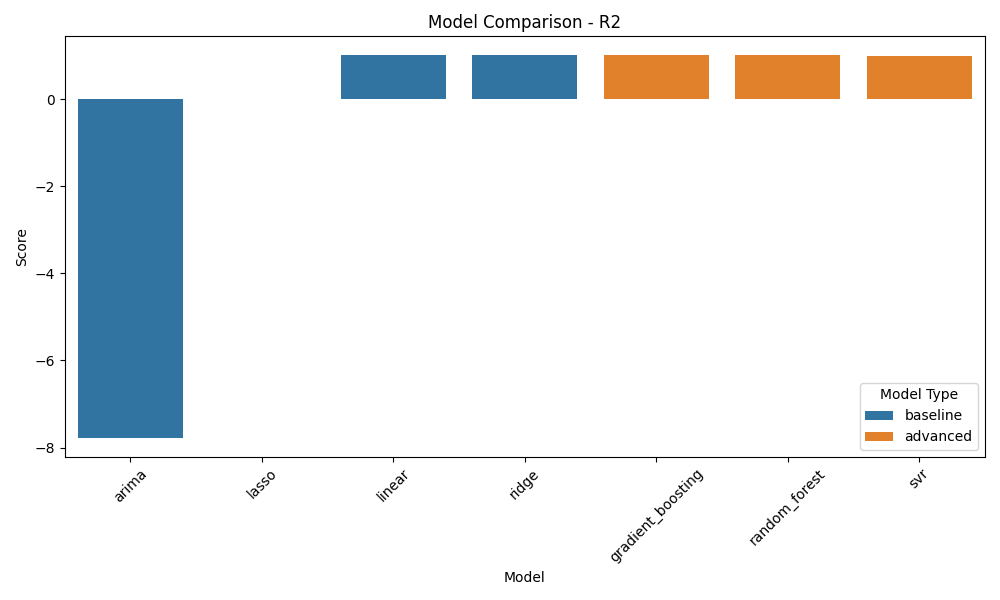 Model Comparison - R2
Score
0
−2
−4
−6
−8
arima
lasso
linear
ridge
gradient_boosting
random_forest
svr
Model
Model Type
baseline
advanced